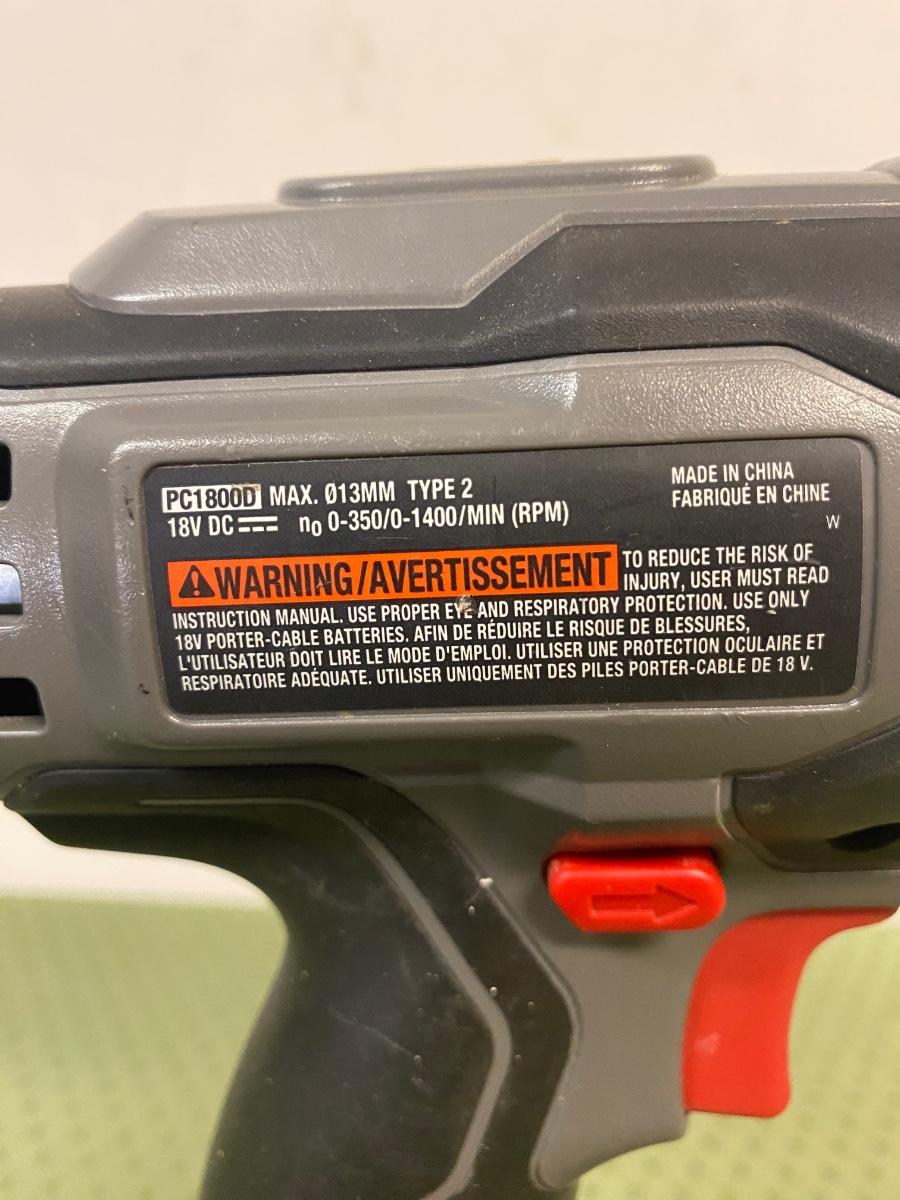 PC1800D MAX. Ø13MM TYPE 2
18V DC n0 0-350/0-1400/MIN (RPM)
MADE IN CHINA
FABRIQUÉ EN CHINE
W
⚠WARNING/AVERTISSEMENT TO REDUCE THE RISK OF
INJURY, USER MUST READ
INSTRUCTION MANUAL. USE PROPER EYE AND RESPIRATORY PROTECTION. USE ONLY
18V PORTER-CABLE BATTERIES. AFIN DE RÉDUIRE LE RISQUE DE BLESSURES,
L'UTILISATEUR DOIT LIRE LE MODE D'EMPLOI. UTILISER UNE PROTECTION OCULAIRE ET
RESPIRATOIRE ADÉQUATE. UTILISER UNIQUEMENT DES PILES PORTER-CABLE DE 18 V.